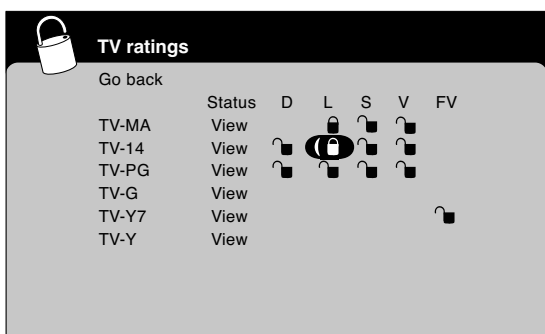 TV ratings
Go back
Status D L S V FV
TV-MA View
TV-14 View
TV-PG View
TV-G View
TV-Y7 View
TV-Y View